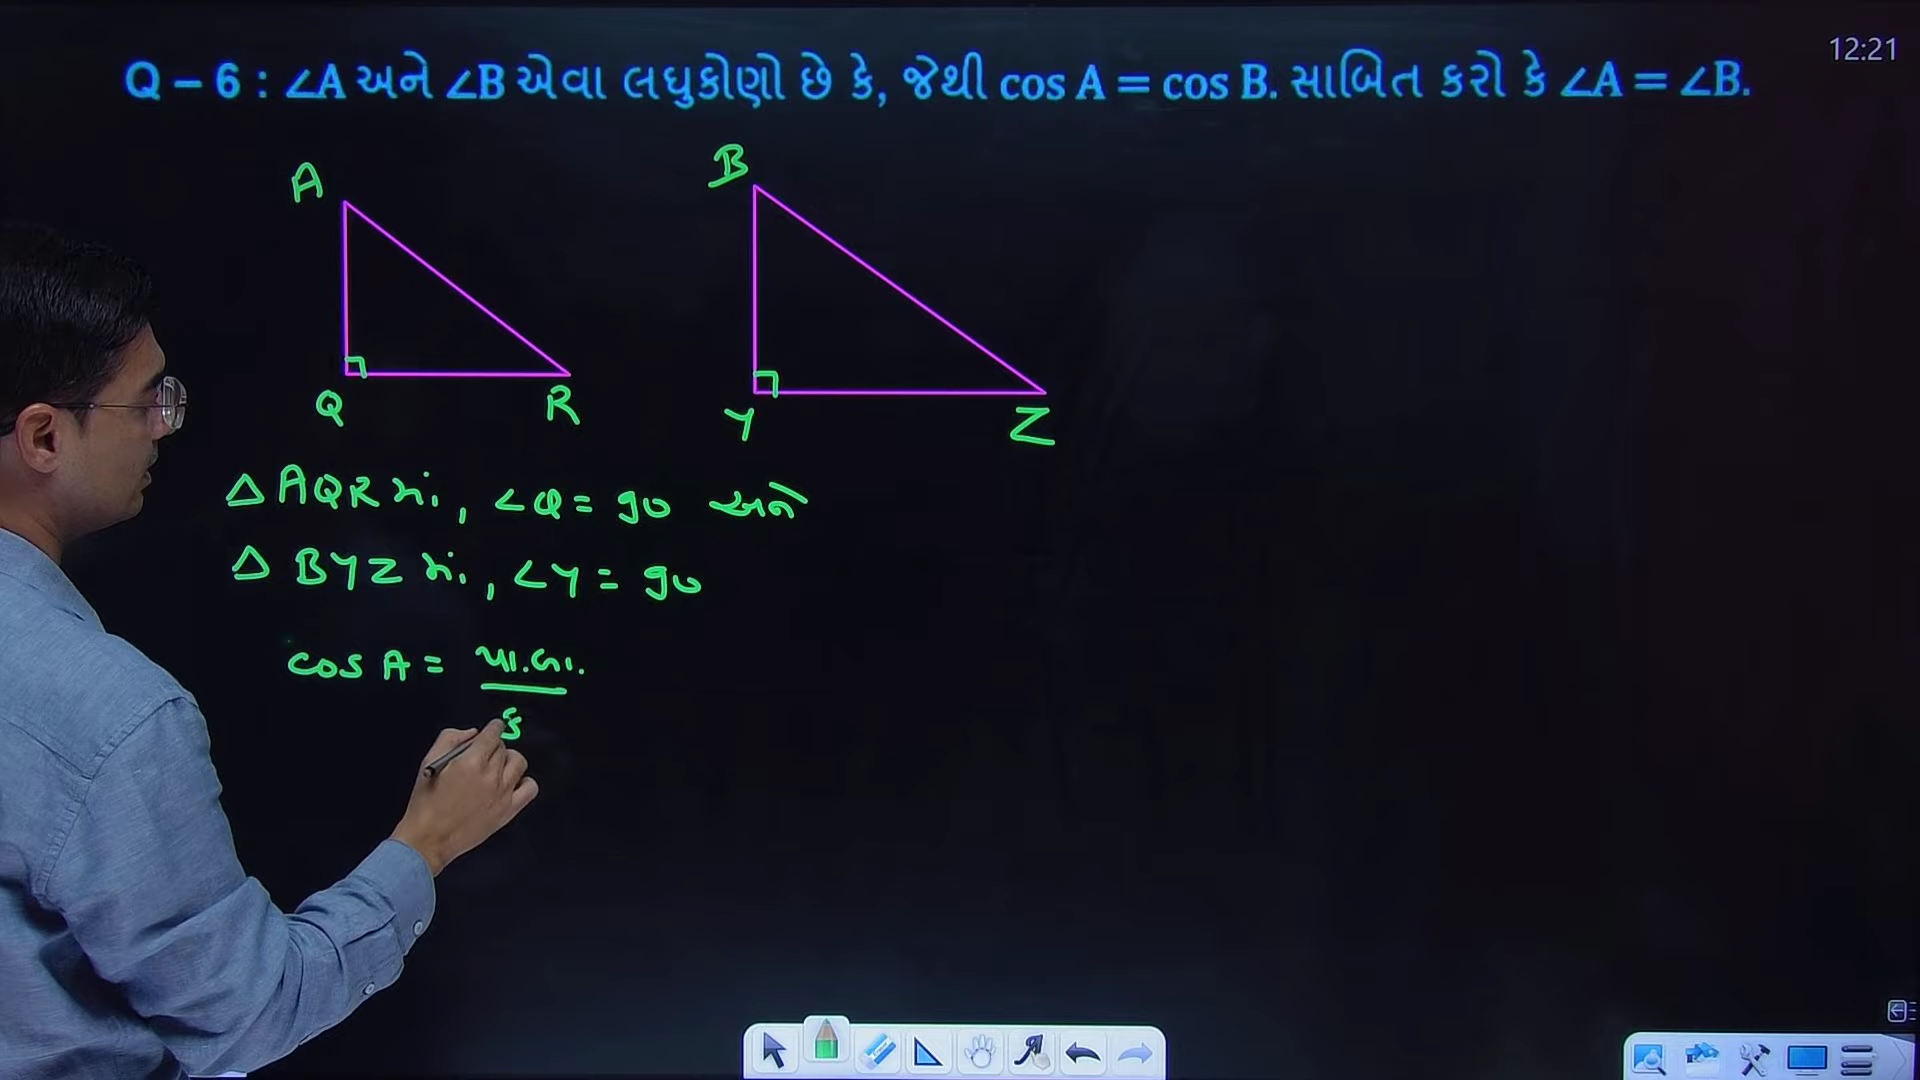 12:21
Q – 6 : ∠A અને ∠B એવા લઘુકોણો છે કે, જેથી cos A = cos B. સાબિત કરો કે ∠A = ∠B.
A
B
Q
R
Y
Z
△ AQR માં, ∠Q = 90 અને
△ BYZ માં, ∠Y = 90
cos A = પા.બા.
ક